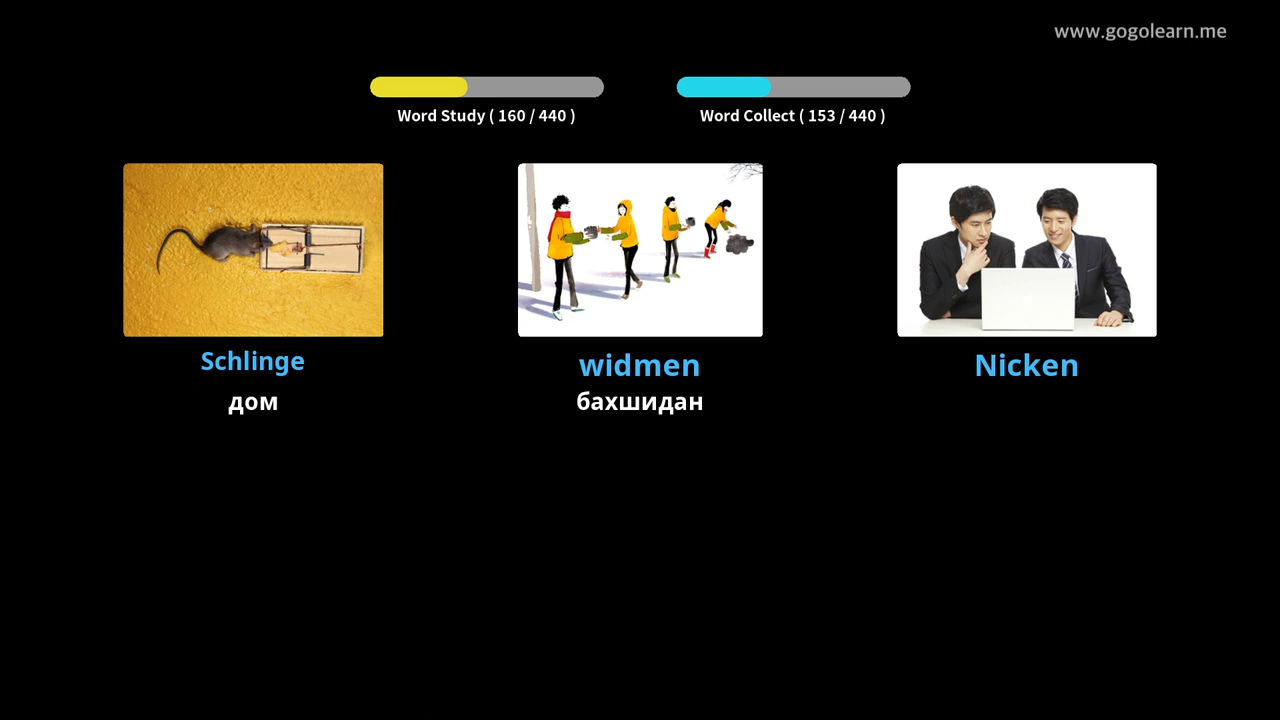 www.gogolearn.me
Word Study ( 160 / 440 )
Word Collect ( 153 / 440 )
Schlinge
widmen
Nicken
дом
бахшидан